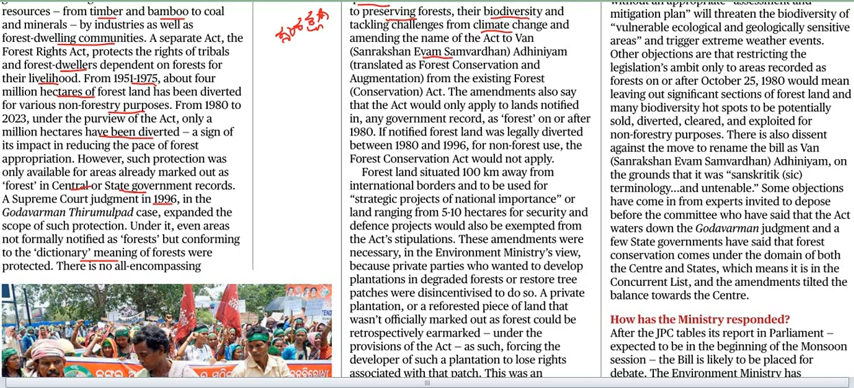 resources – from timber and bamboo to coal
and minerals – by industries as well as
forest-dwelling communities. A separate Act, the
Forest Rights Act, protects the rights of tribals
and forest-dwellers dependent on forests for
their livelihood. From 1951-1975, about four
million hectares of forest land has been diverted
for various non-forestry purposes. From 1980 to
2023, under the purview of the Act, only a
million hectares have been diverted – a sign of
its impact in reducing the pace of forest
appropriation. However, such protection was
only available for areas already marked out as
‘forest’ in Central or State government records.
A Supreme Court judgment in 1996, in the
Godavarman Thirumulpad case, expanded the
scope of such protection. Under it, even areas
not formally notified as ‘forests’ but conforming
to the ‘dictionary’ meaning of forests were
protected. There is no all-encompassing
to preserving forests, their biodiversity and
tackling challenges from climate change and
amending the name of the Act to Van
(Sanrakshan Evam Samvardhan) Adhiniyam
(translated as Forest Conservation and
Augmentation) from the existing Forest
(Conservation) Act. The amendments also say
that the Act would only apply to lands notified
in, any government record, as ‘forest’ on or after
1980. If notified forest land was legally diverted
between 1980 and 1996, for non-forest use, the
Forest Conservation Act would not apply.
Forest land situated 100 km away from
international borders and to be used for
“strategic projects of national importance” or
land ranging from 5-10 hectares for security and
defence projects would also be exempted from
the Act’s stipulations. These amendments were
necessary, in the Environment Ministry’s view,
because private parties who wanted to develop
plantations in degraded forests or restore tree
patches were disincentivised to do so. A private
plantation, or a reforested piece of land that
wasn’t officially marked out as forest could be
retrospectively earmarked – under the
provisions of the Act – as such, forcing the
developer of such a plantation to lose rights
associated with that patch. This was an
without an appropriate “assessment and
mitigation plan” will threaten the biodiversity of
“vulnerable ecological and geologically sensitive
areas” and trigger extreme weather events.
Other objections are that restricting the
legislation’s ambit only to areas recorded as
forests on or after October 25, 1980 would mean
leaving out significant sections of forest land and
many biodiversity hot spots to be potentially
sold, diverted, cleared, and exploited for
non-forestry purposes. There is also dissent
against the move to rename the bill as Van
(Sanrakshan Evam Samvardhan) Adhiniyam, on
the grounds that it was “sanskritik (sic)
terminology...and untenable.” Some objections
have come from experts invited to depose
before the committee who have said that the Act
waters down the Godavarman judgment and a
few State governments have said that forest
conservation comes under the domain of both
the Centre and States, which means it is in the
Concurrent List, and the amendments tilted the
balance towards the Centre.
How has the Ministry responded?
After the JPC tables its report in Parliament –
expected to be in the beginning of the Monsoon
session – the Bill is likely to be placed for
debate. The Environment Ministry has